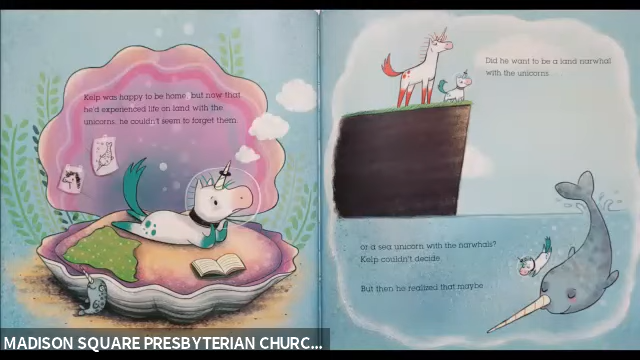 Kelp was happy to be home, but now that
he'd experienced life on land with the
unicorns, he couldn't seem to forget them.
Did he want to be a land narwhal
with the unicorns . . .
or a sea unicorn with the narwhals?
Kelp couldn't decide.
But then he realized that maybe
MADISON SQUARE PRESBYTERIAN CHURC...